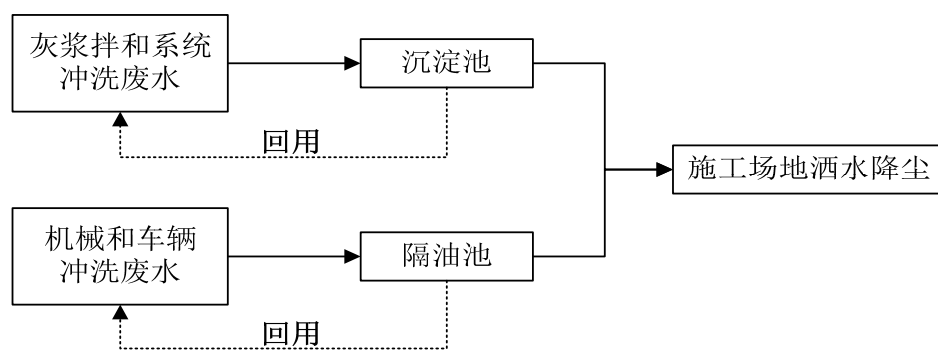 灰浆拌和系统
冲洗废水
沉淀池
回用
施工场地洒水降尘
机械和车辆
冲洗废水
隔油池
回用